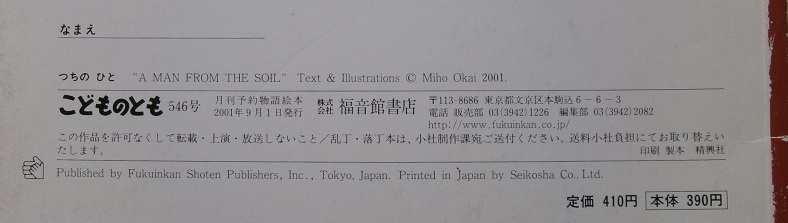 なまえ
つちの ひと "A MAN FROM THE SOIL" Text & Illustrations © Miho Okai 2001.
こどものとも 546号 月刊予約物語絵本 2001年9月1日発行 株式会社 福音館書店 〒113-8686 東京都文京区本駒込6-6-3
電話 販売部 03(3942)1226 編集部 03(3942)2082
http://www.fukuinkan.co.jp/
この作品を許可なくして転載・上演・放送しないこと/乱丁・落丁本は、小社制作課宛ご送付ください。送料小社負担にてお取り替えい
たします。 印刷 製本 精興社
Published by Fukuinkan Shoten Publishers, Inc., Tokyo, Japan. Printed in Japan by Seikosha Co., Ltd.
定価 410円 本体 390円